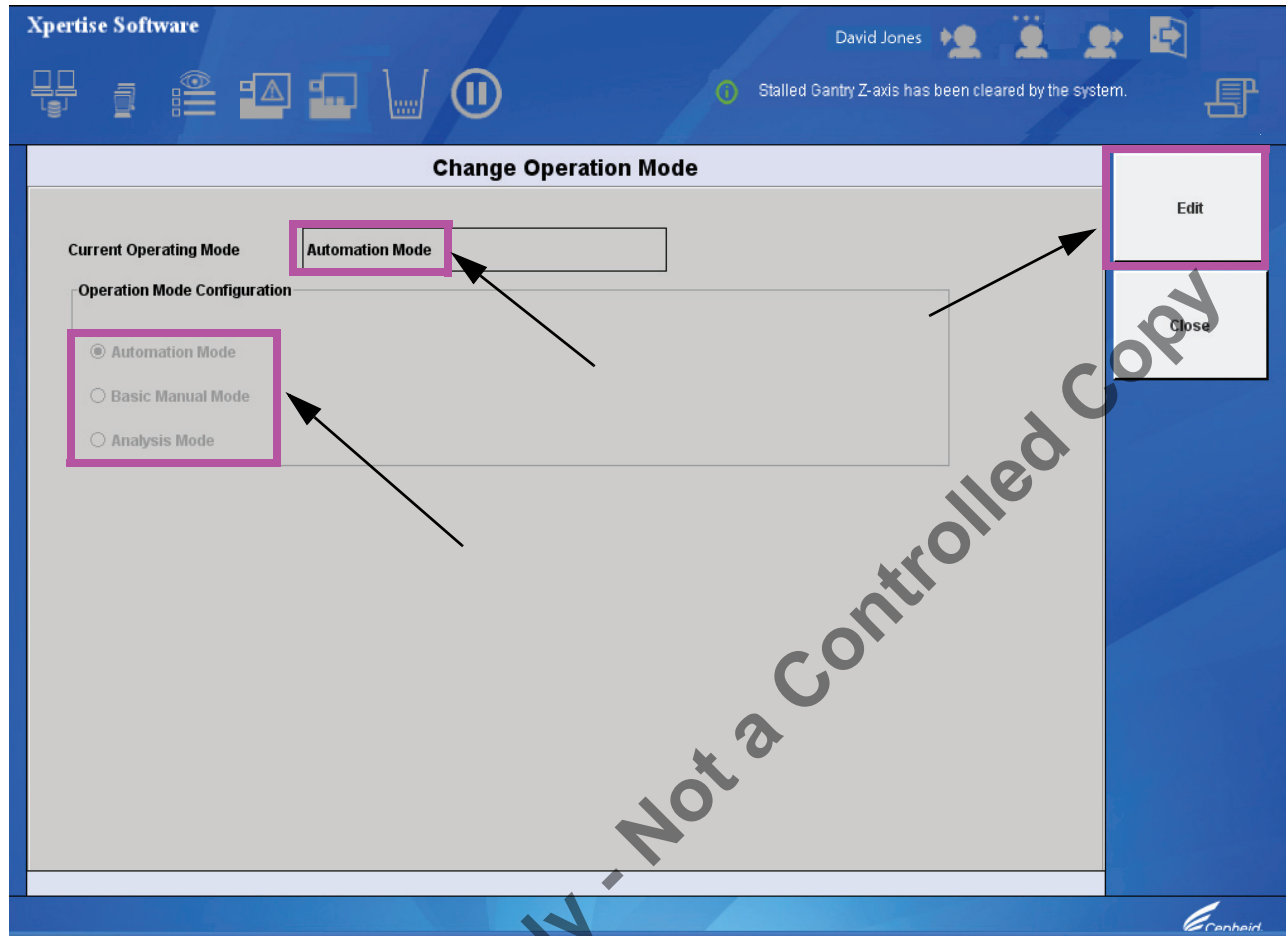 Xpertise Software
David Jones
Stalled Gantry Z-axis has been cleared by the system.
Change Operation Mode
Edit
Current Operating Mode
Automation Mode
Operation Mode Configuration
Close
Automation Mode
Basic Manual Mode
Analysis Mode
- Not a Controlled Copy
Cepheid.